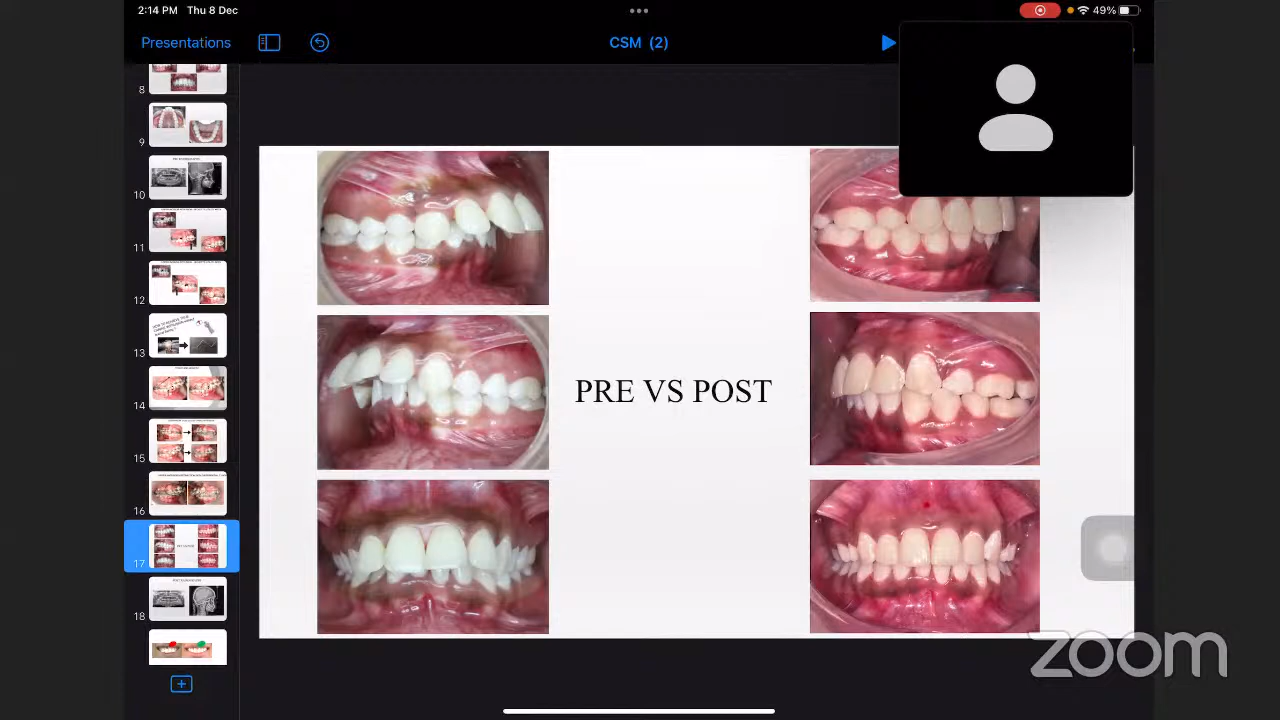 2:14 PM Thu 8 Dec
49%
Presentations
CSM (2)
8
9
10
11
12
13
14
15
16
17
18
PRE VS POST
zoom